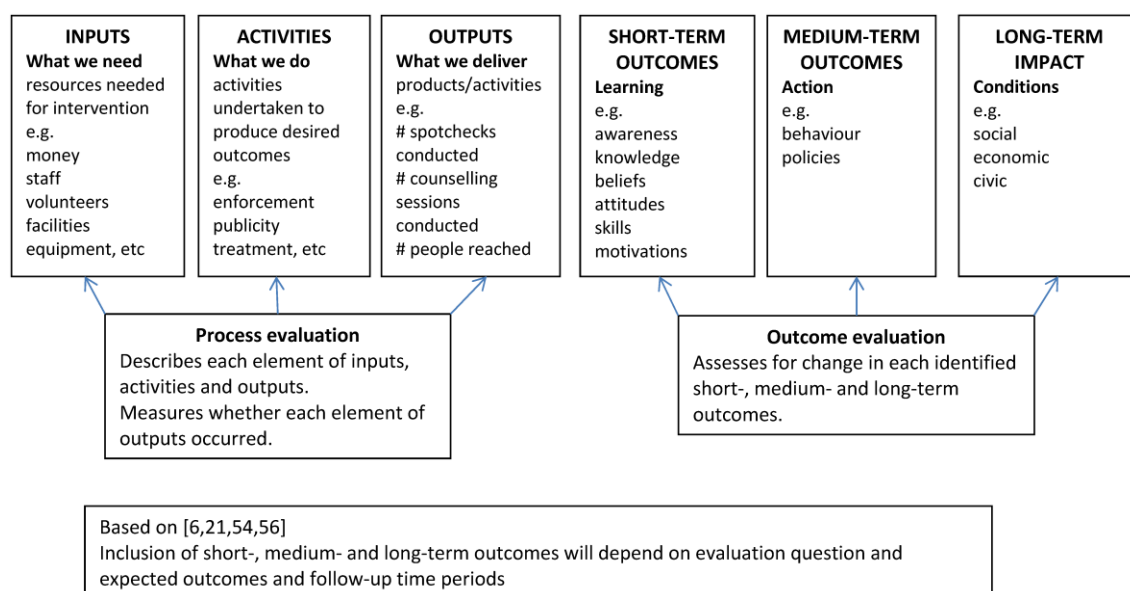 INPUTS
What we need
resources needed
for intervention
e.g.
money
staff
volunteers
facilities
equipment, etc
ACTIVITIES
What we do
activities
undertaken to
produce desired
outcomes
e.g.
enforcement
publicity
treatment, etc
OUTPUTS
What we deliver
products/activities
e.g.
# spotchecks
conducted
# counselling
sessions
conducted
# people reached
SHORT-TERM
OUTCOMES
Learning
e.g.
awareness
knowledge
beliefs
attitudes
skills
motivations
MEDIUM-TERM
OUTCOMES
Action
e.g.
behaviour
policies
LONG-TERM
IMPACT
Conditions
e.g.
social
economic
civic
Process evaluation
Describes each element of inputs,
activities and outputs.
Measures whether each element of
outputs occurred.
Outcome evaluation
Assesses for change in each identified
short-, medium- and long-term
outcomes.
Based on [6,21,54,56]
Inclusion of short-, medium- and long-term outcomes will depend on evaluation question and
expected outcomes and follow-up time periods